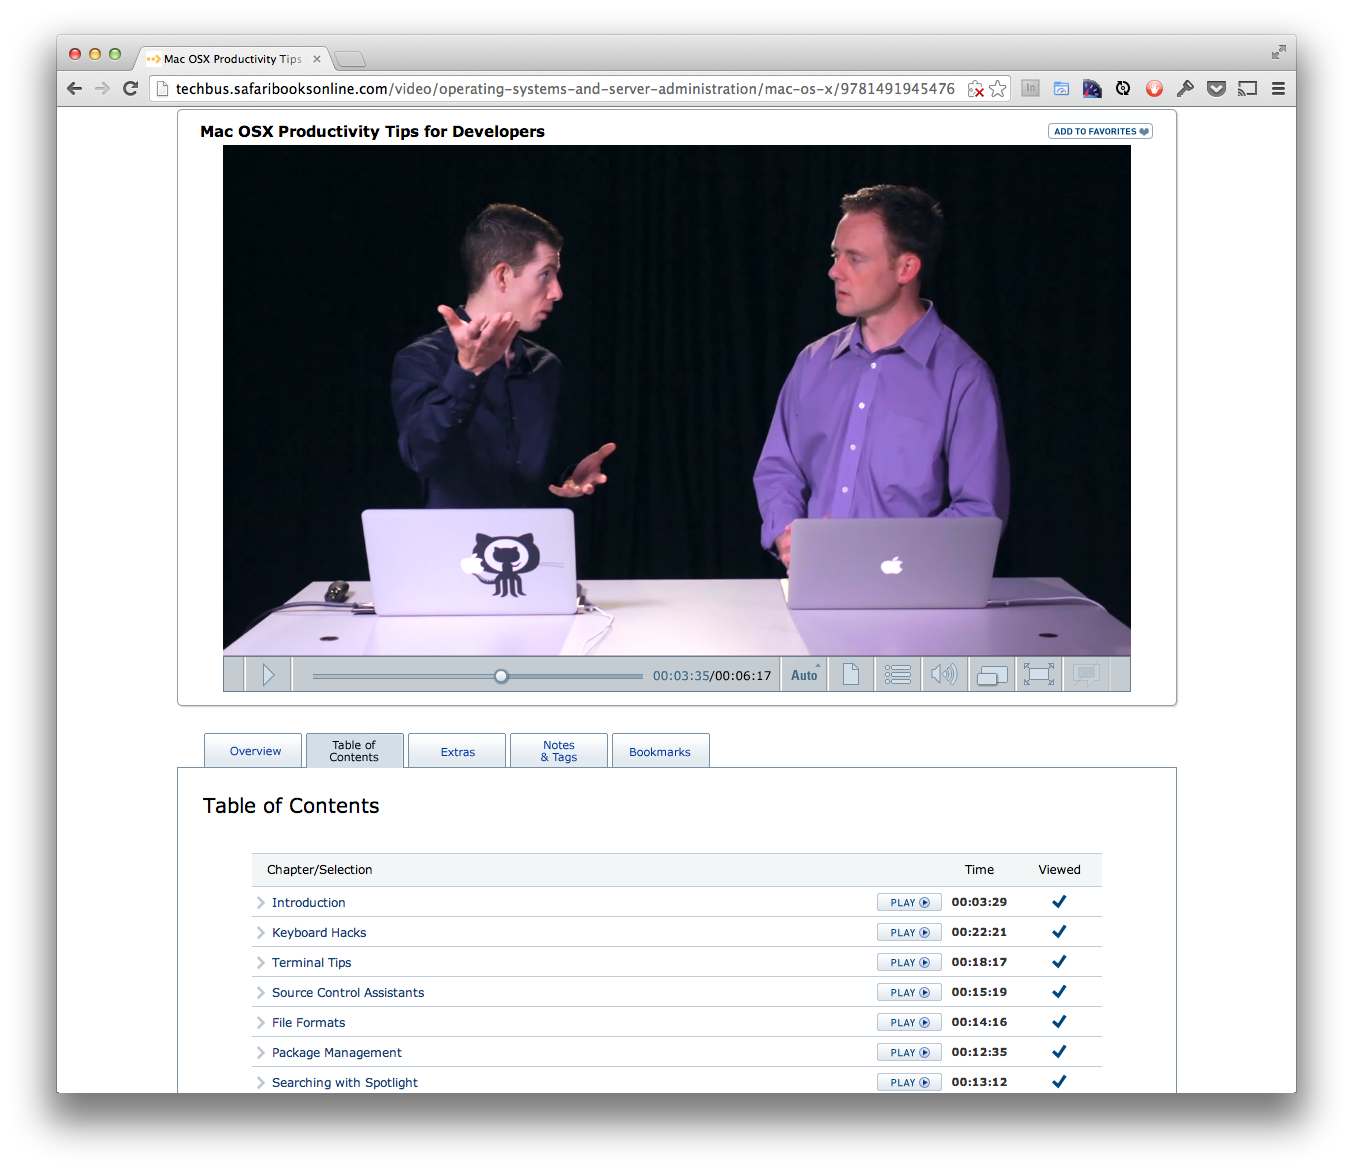 Mac OSX Productivity Tips
techbus.safaribooksonline.com/video/operating-systems-and-server-administration/mac-os-x/9781491945476
Mac OSX Productivity Tips for Developers
ADD TO FAVORITES
00:03:35/00:06:17
Auto
Overview
Table of
Contents
Extras
Notes
& Tags
Bookmarks
Table of Contents
Chapter/Selection Time Viewed
Introduction PLAY 00:03:29
Keyboard Hacks PLAY 00:22:21
Terminal Tips PLAY 00:18:17
Source Control Assistants PLAY 00:15:19
File Formats PLAY 00:14:16
Package Management PLAY 00:12:35
Searching with Spotlight PLAY 00:13:12